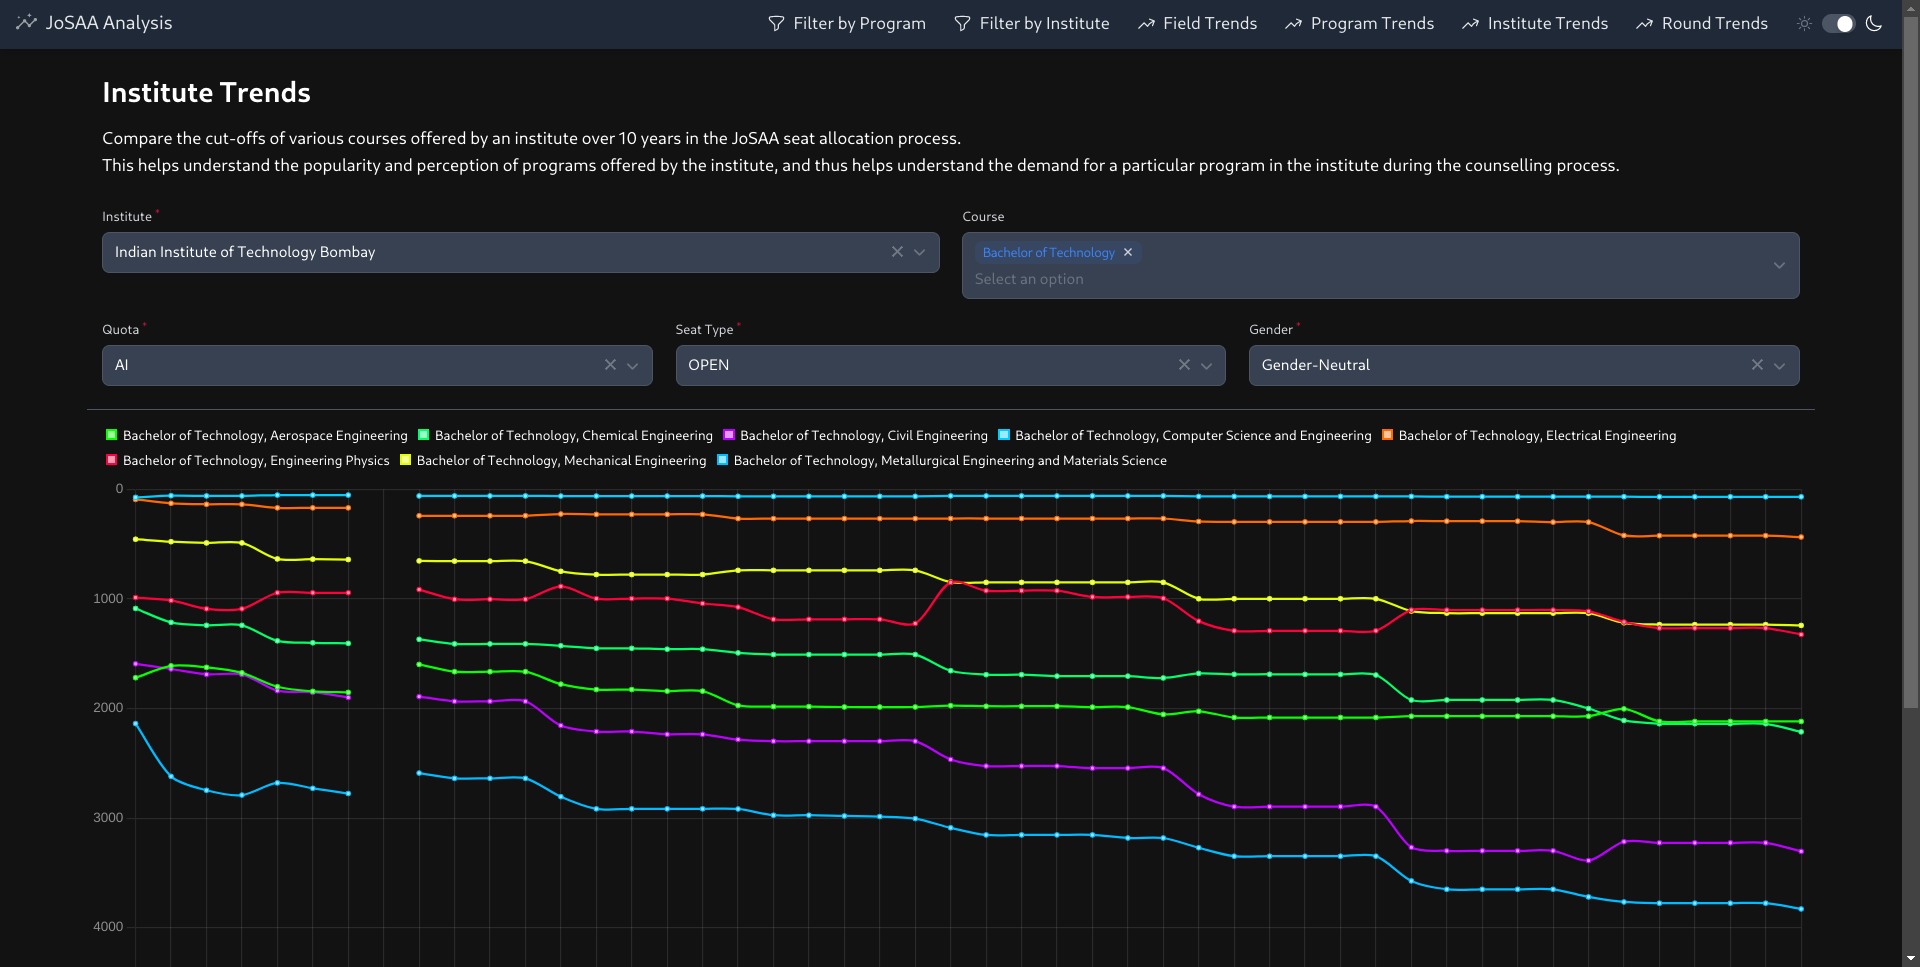 JoSAA Analysis
Filter by Program
Filter by Institute
Field Trends
Program Trends
Institute Trends
Round Trends
Institute Trends
Compare the cut-offs of various courses offered by an institute over 10 years in the JoSAA seat allocation process.
This helps understand the popularity and perception of programs offered by the institute, and thus helps understand the demand for a particular program in the institute during the counselling process.
Institute *
Indian Institute of Technology Bombay
Course
Bachelor of Technology
Select an option
Quota *
AI
Seat Type *
OPEN
Gender *
Gender-Neutral
Bachelor of Technology, Aerospace Engineering
Bachelor of Technology, Chemical Engineering
Bachelor of Technology, Civil Engineering
Bachelor of Technology, Computer Science and Engineering
Bachelor of Technology, Electrical Engineering
Bachelor of Technology, Engineering Physics
Bachelor of Technology, Mechanical Engineering
Bachelor of Technology, Metallurgical Engineering and Materials Science
0
1000
2000
3000
4000